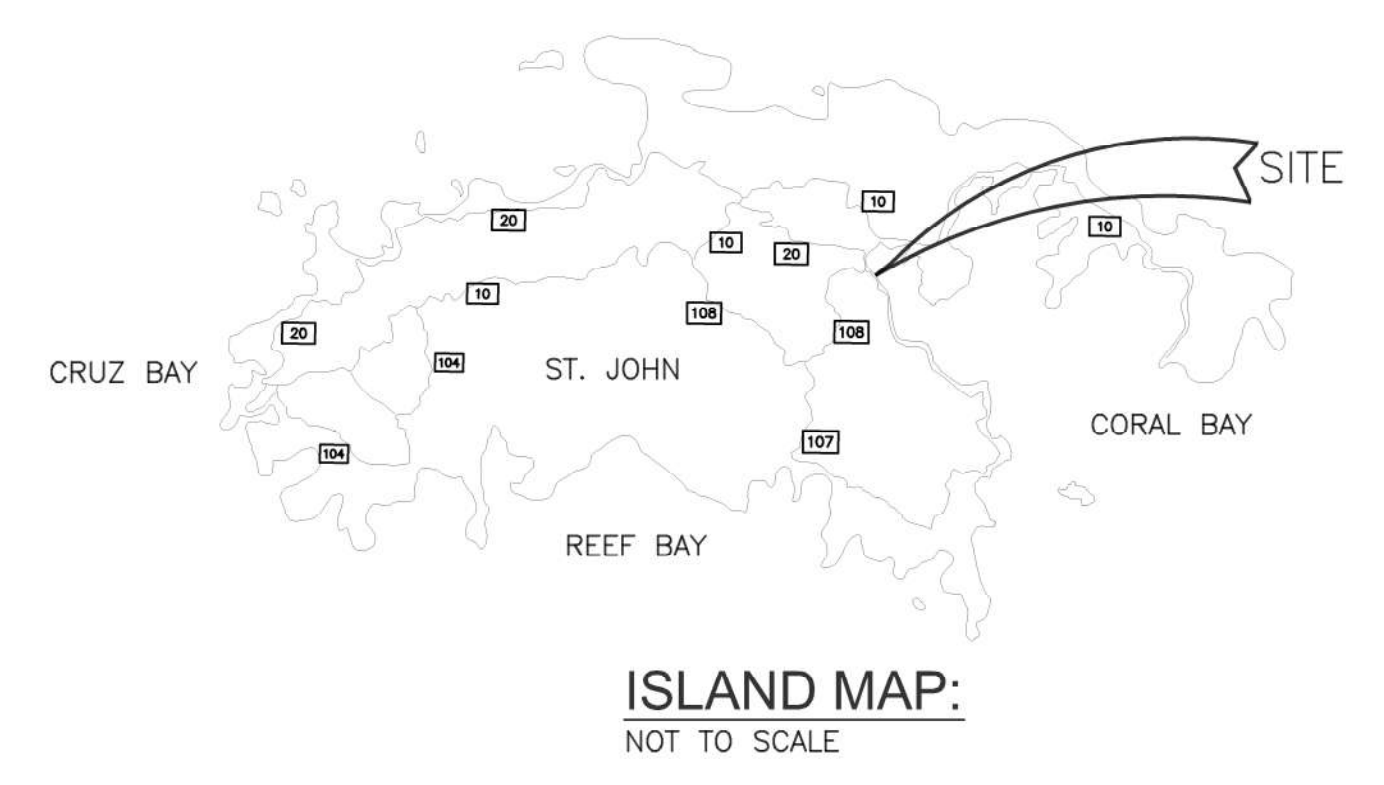 SITE
10
20
10
10
20
10
108
20
108
CRUZ BAY
104
ST. JOHN
CORAL BAY
107
104
REEF BAY
ISLAND MAP:
NOT TO SCALE